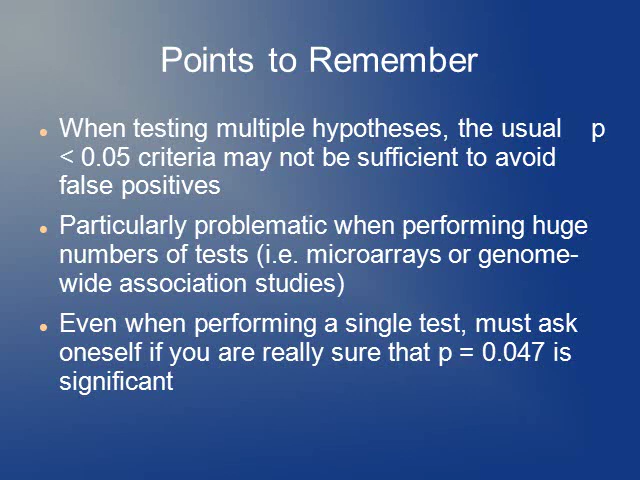 Points to Remember
When testing multiple hypotheses, the usual p
< 0.05 criteria may not be sufficient to avoid
false positives
Particularly problematic when performing huge
numbers of tests (i.e. microarrays or genome-
wide association studies)
Even when performing a single test, must ask
oneself if you are really sure that p = 0.047 is
significant